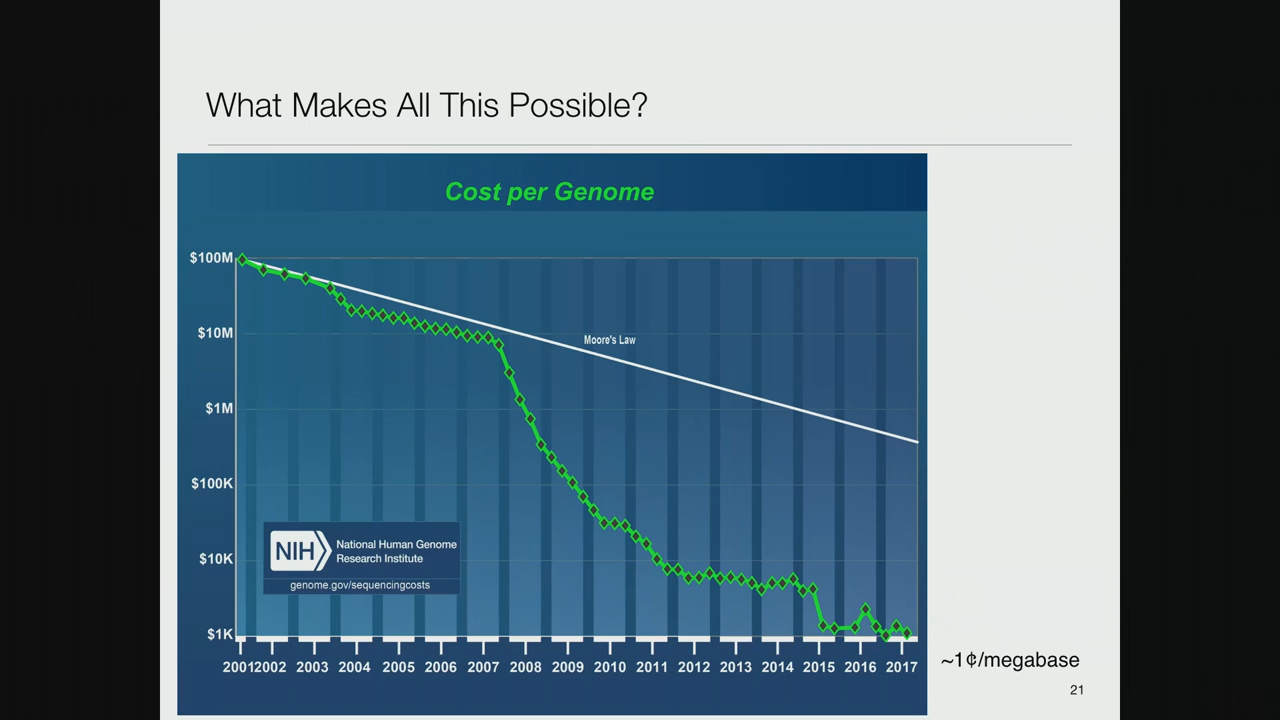 What Makes All This Possible?
Cost per Genome
$100M
$10M
$1M
$100K
$10K
$1K
Moore's Law
NIH
National Human Genome
Research Institute
genome.gov/sequencingcosts
2001 2002 2003 2004 2005 2006 2007 2008 2009 2010 2011 2012 2013 2014 2015 2016 2017
~1¢/megabase
21